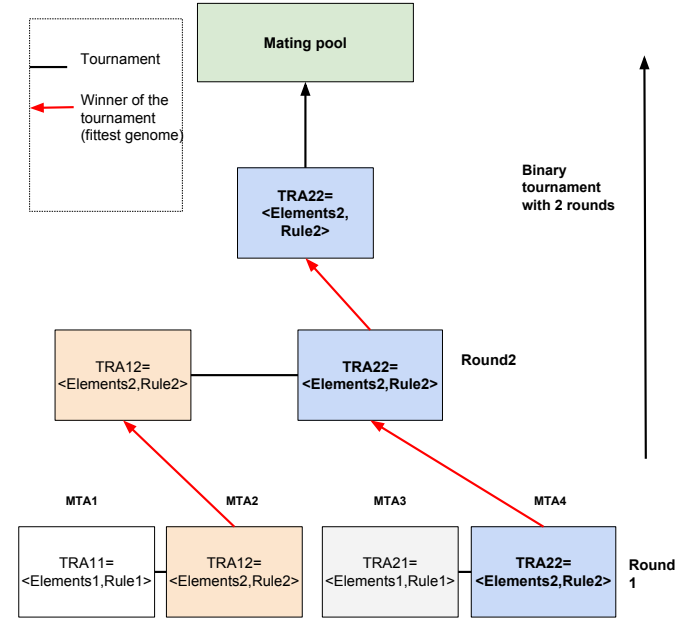 Mating pool
Tournament
Winner of the
tournament
(fittest genome)
Binary
tournament
with 2 rounds
TRA22=
<Elements2,
Rule2>
TRA12=
<Elements2,Rule2>
TRA22=
<Elements2,Rule2>
Round2
MTA1
MTA2
MTA3
MTA4
TRA11=
<Elements1,Rule1>
TRA12=
<Elements2,Rule2>
TRA21=
<Elements1,Rule1>
TRA22=
<Elements2,Rule2>
Round
1